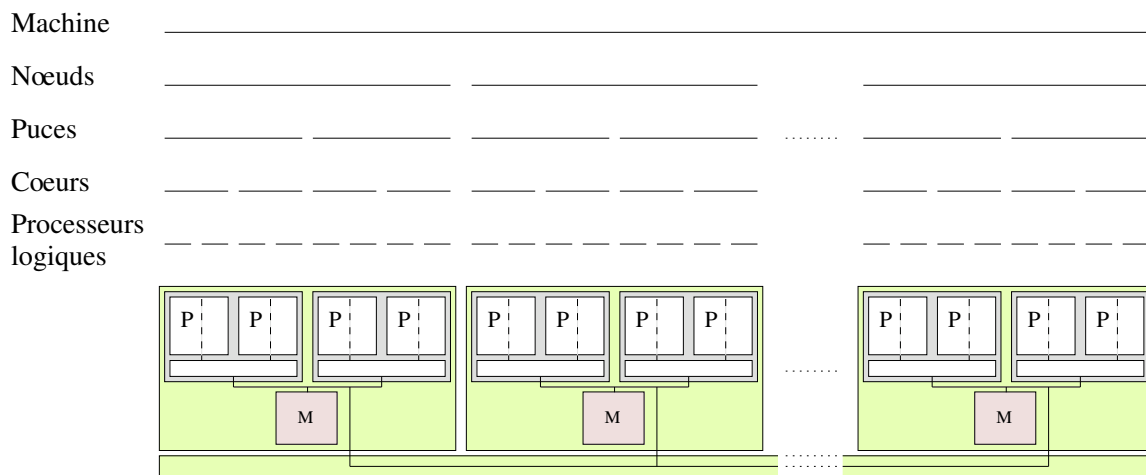 Machine
Nœuds
Puces
Coeurs
Processeurs
logiques
P P P P P P P P P P P P
M M M